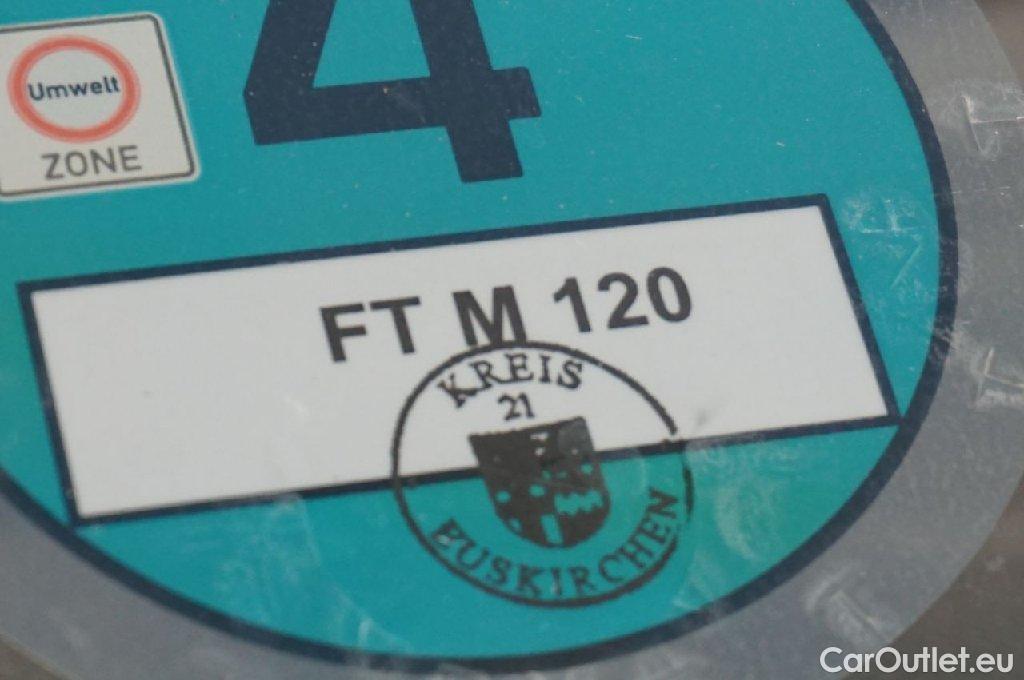 4
Umwelt
ZONE
FT M 120
KREIS
21
EUSKIRCHEN
CarOutlet.eu